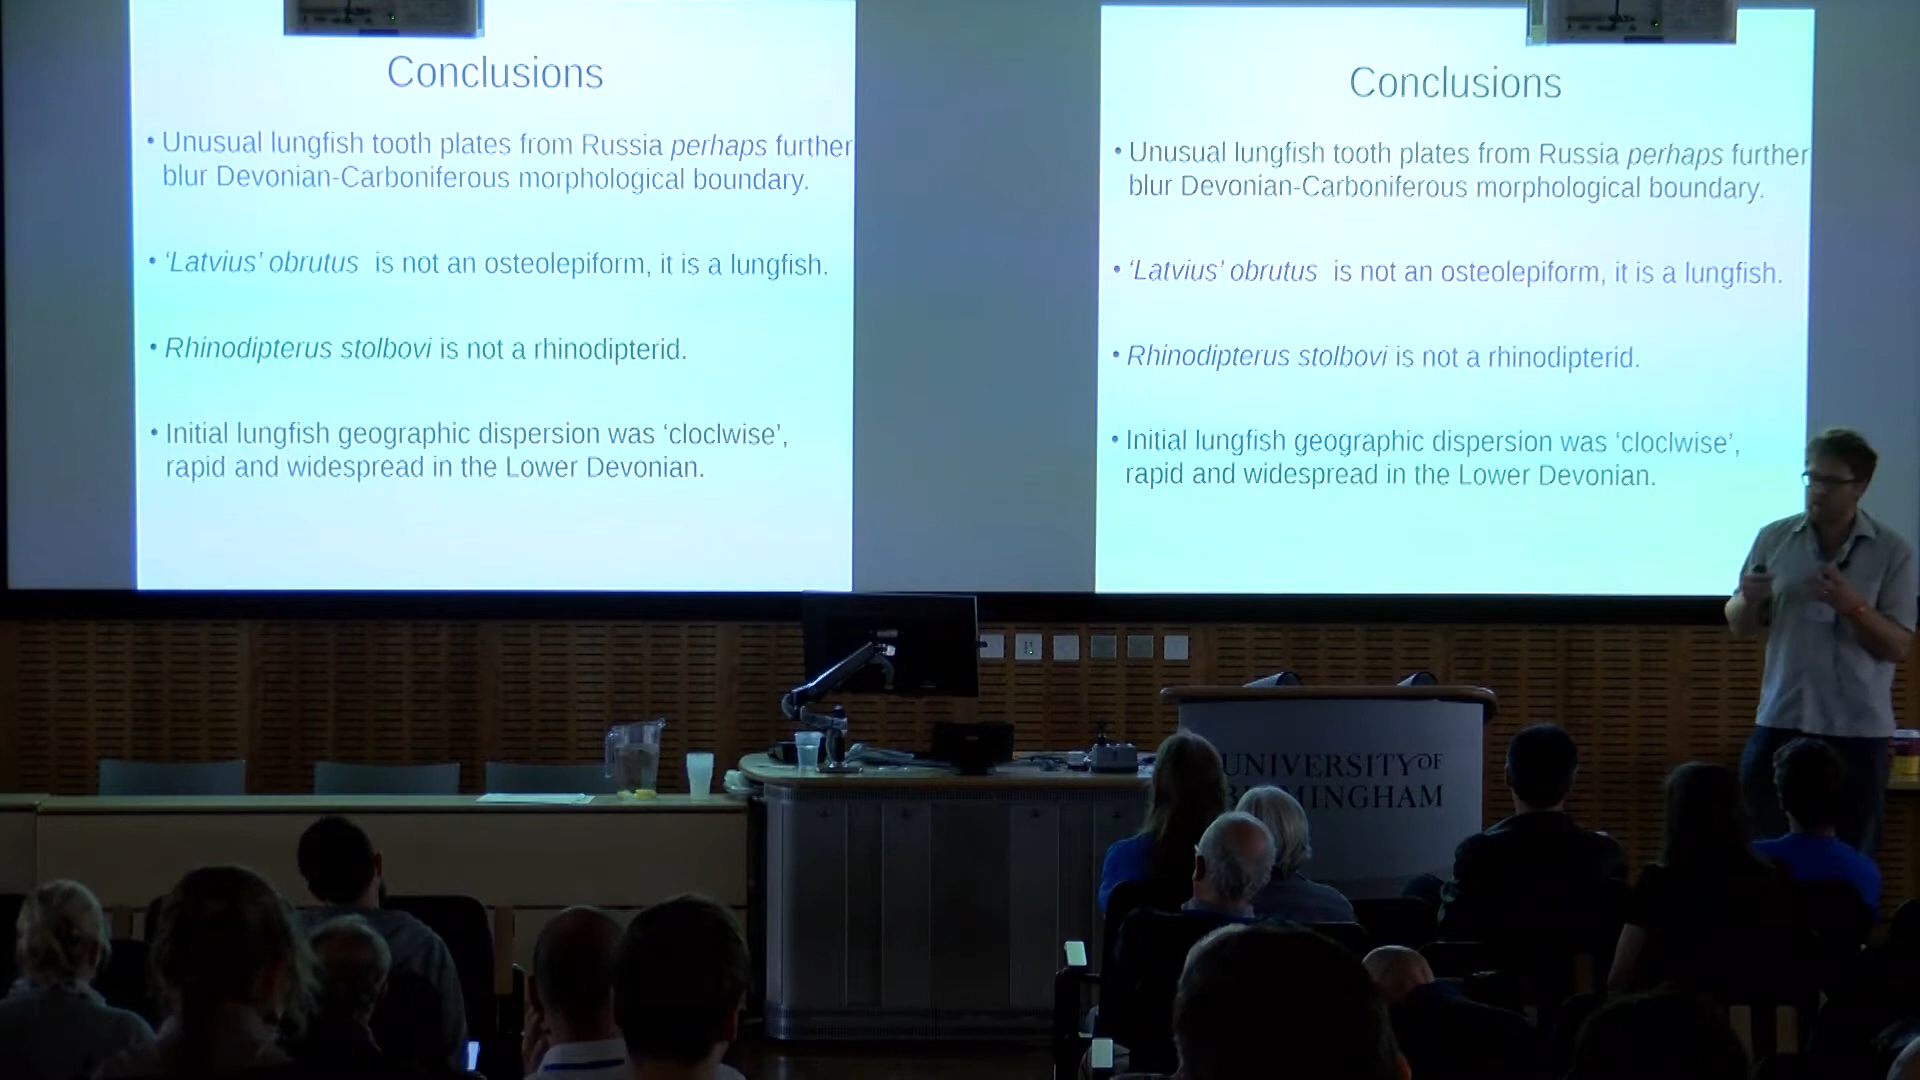 Conclusions
• Unusual lungfish tooth plates from Russia perhaps further
blur Devonian-Carboniferous morphological boundary.
• ‘Latvius’ obrutus is not an osteolepiform, it is a lungfish.
• Rhinodipterus stolbovi is not a rhinodipterid.
• Initial lungfish geographic dispersion was ‘cloclwise’,
rapid and widespread in the Lower Devonian.
Conclusions
• Unusual lungfish tooth plates from Russia perhaps further
blur Devonian-Carboniferous morphological boundary.
• ‘Latvius’ obrutus is not an osteolepiform, it is a lungfish.
• Rhinodipterus stolbovi is not a rhinodipterid.
• Initial lungfish geographic dispersion was ‘cloclwise’,
rapid and widespread in the Lower Devonian.
UNIVERSITY OF
BIRMINGHAM